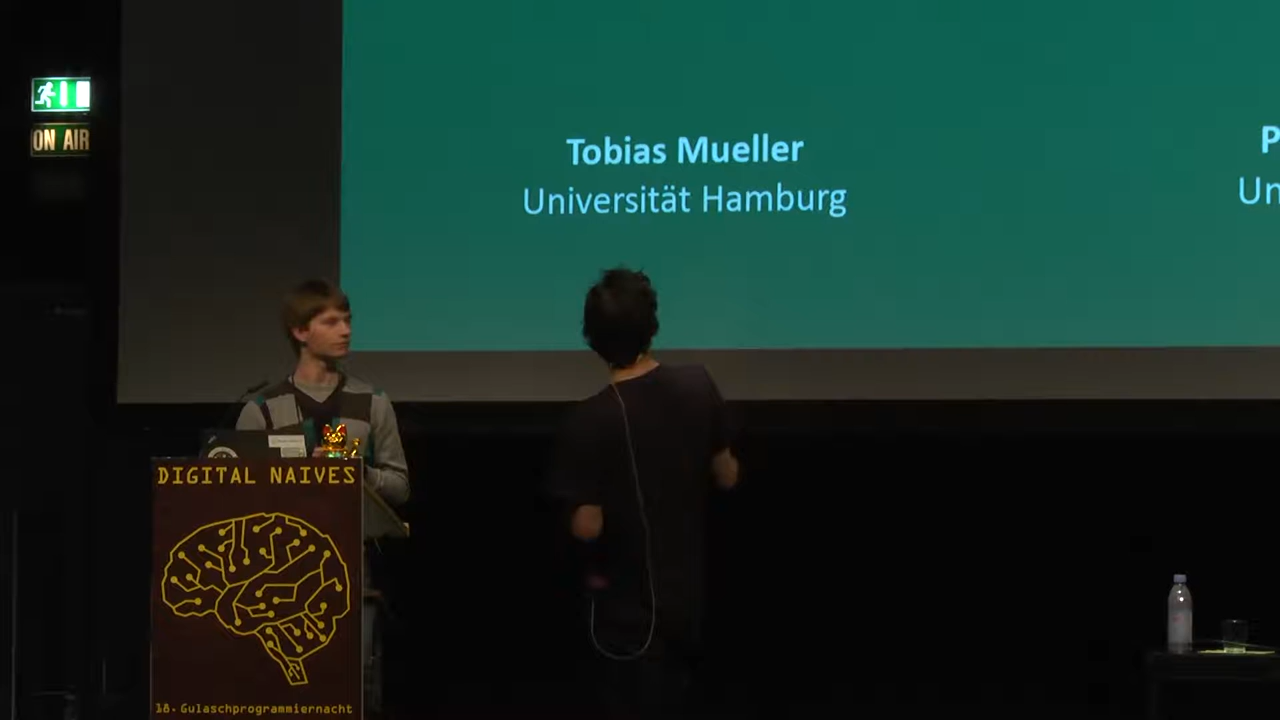 ON AIR
Tobias Mueller
Universität Hamburg
DIGITAL NAIVES
18. Gulaschprogrammiernacht